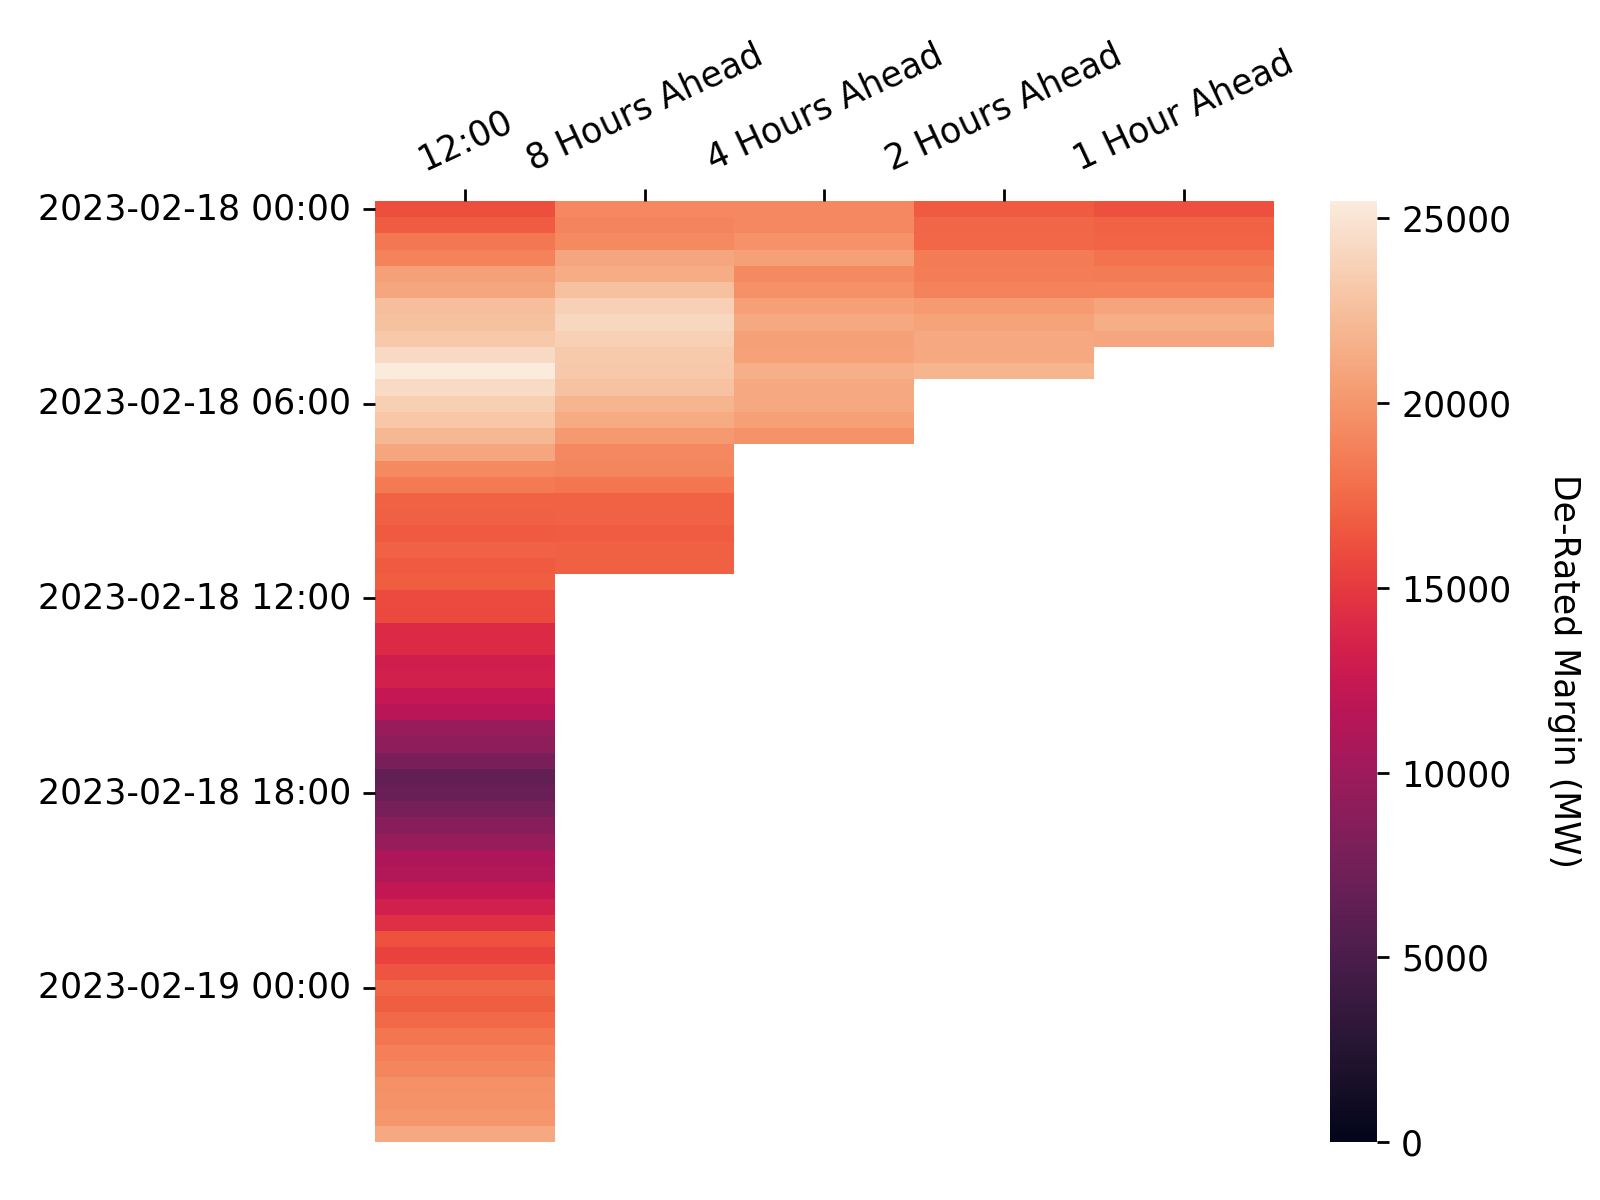 12:00
8 Hours Ahead
4 Hours Ahead
2 Hours Ahead
1 Hour Ahead
2023-02-18 00:00
2023-02-18 06:00
2023-02-18 12:00
2023-02-18 18:00
2023-02-19 00:00
25000
20000
15000
10000
5000
0
De-Rated Margin (MW)